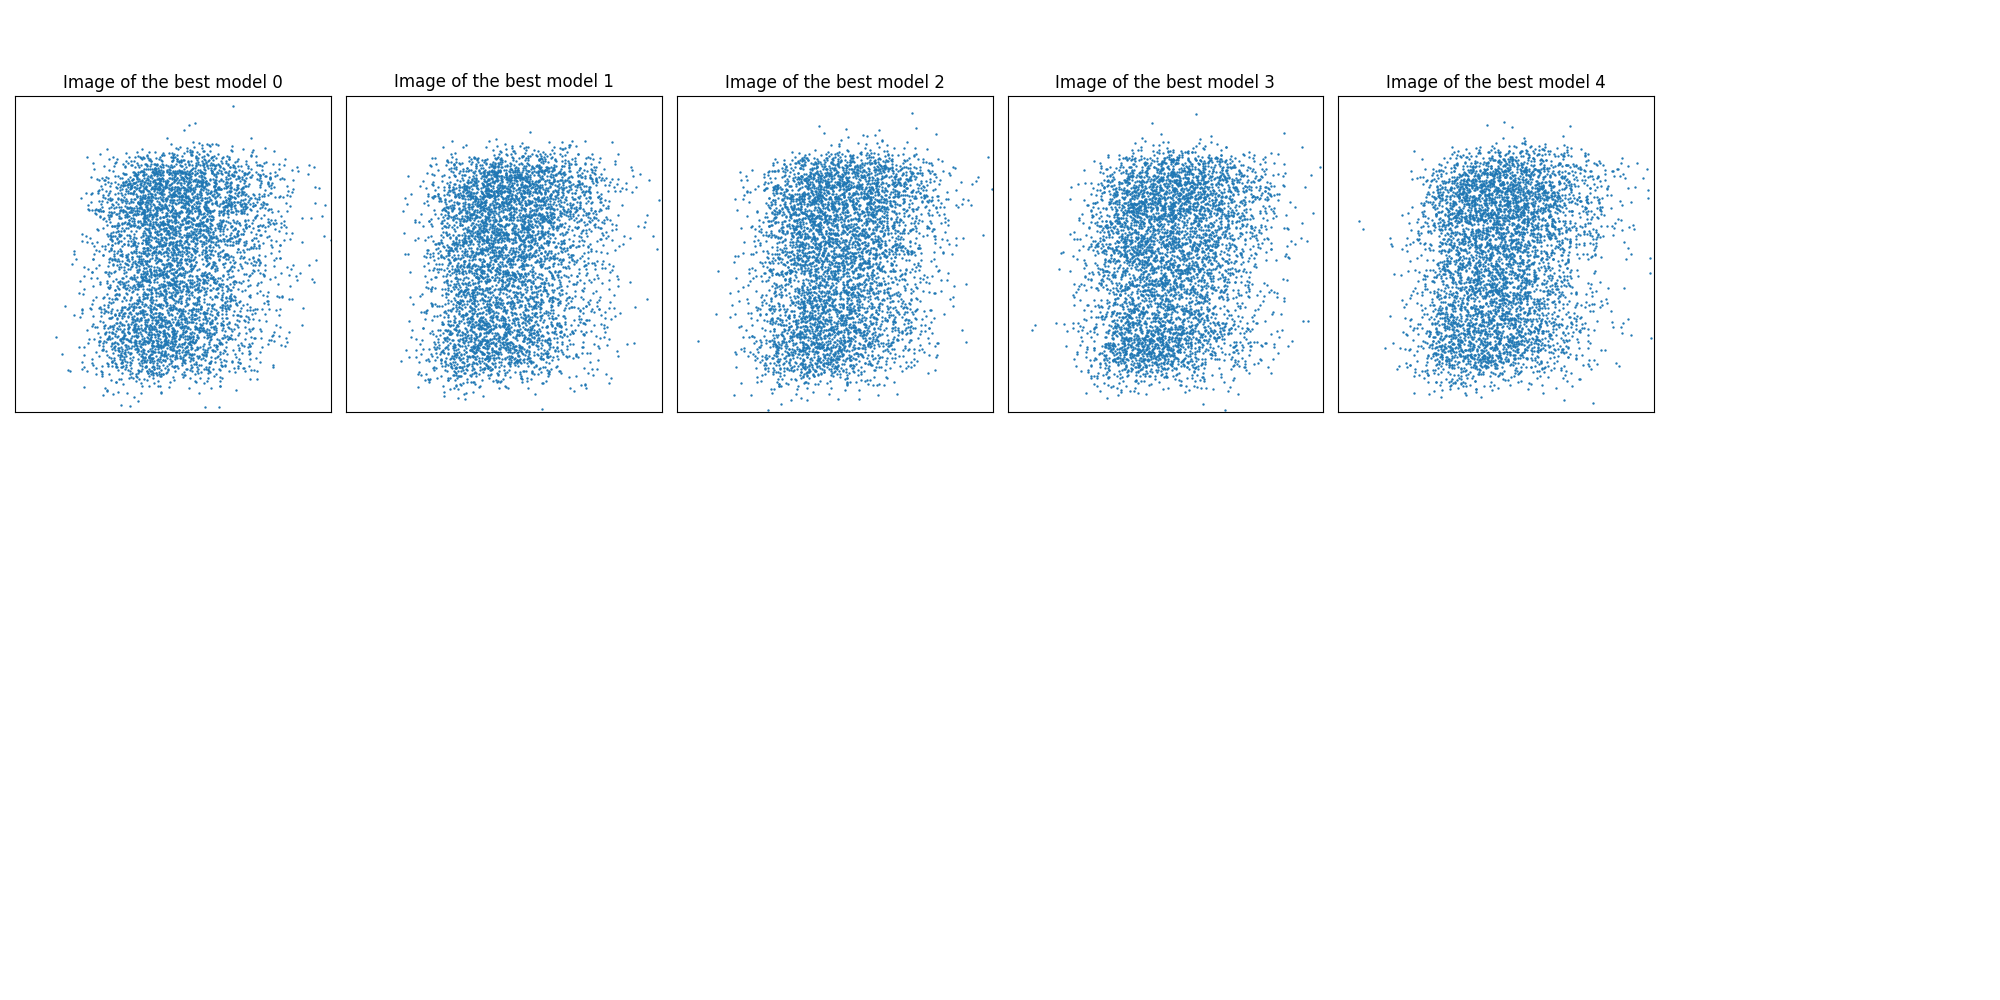 Image of the best model 0
Image of the best model 1
Image of the best model 2
Image of the best model 3
Image of the best model 4